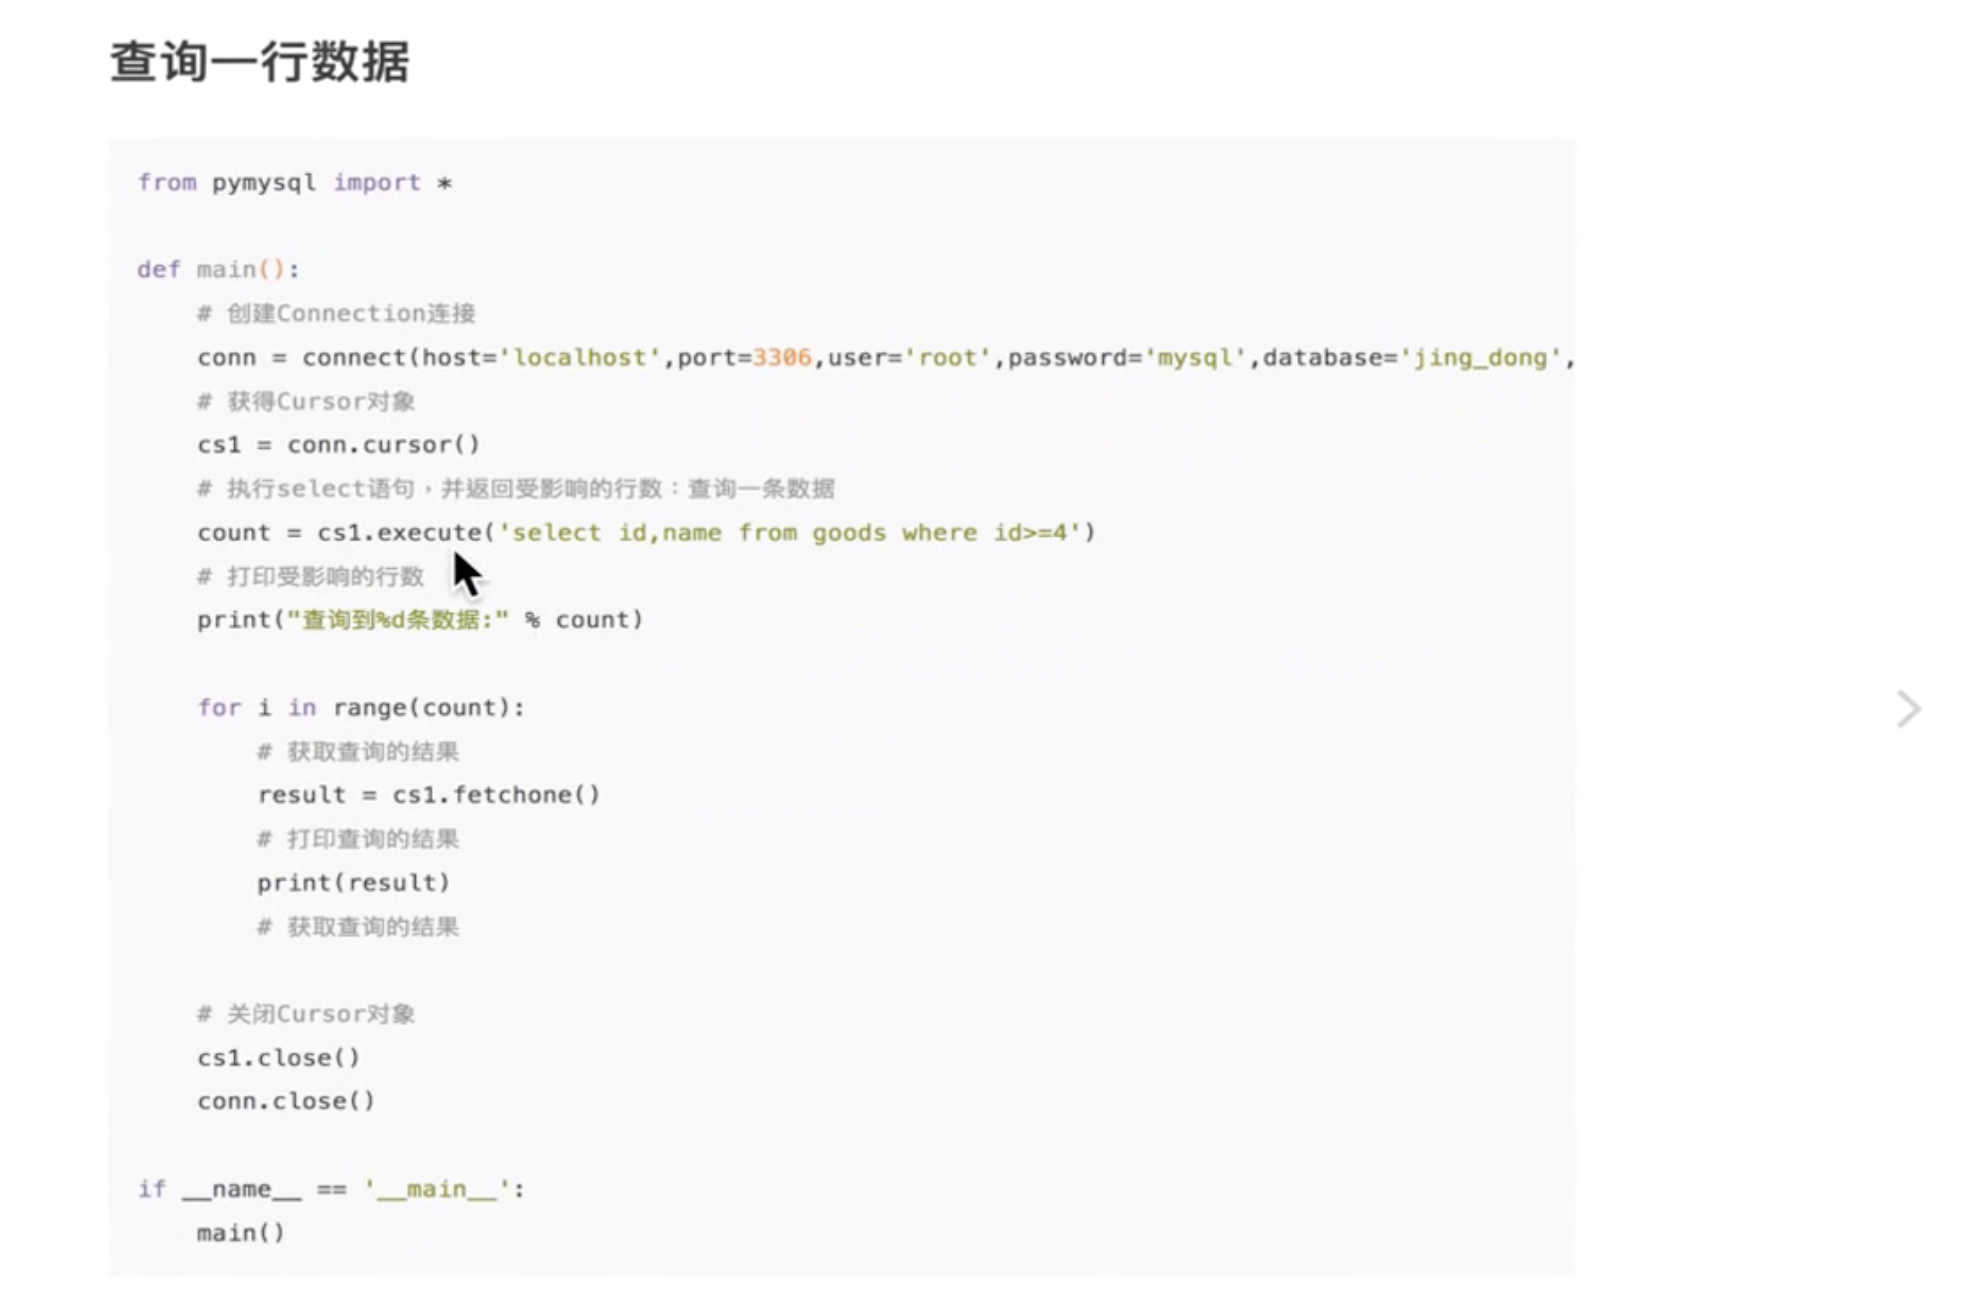 查询一行数据
from pymysql import *
def main():
# 创建Connection连接
conn = connect(host='localhost',port=3306,user='root',password='mysql',database='jing_dong',
# 获得Cursor对象
cs1 = conn.cursor()
# 执行select语句，并返回受影响的行数：查询一条数据
count = cs1.execute('select id,name from goods where id>=4')
# 打印受影响的行数
print("查询到%d条数据:" % count)
for i in range(count):
# 获取查询的结果
result = cs1.fetchone()
# 打印查询的结果
print(result)
# 获取查询的结果
# 关闭Cursor对象
cs1.close()
conn.close()
if __name__ == '__main__':
main()